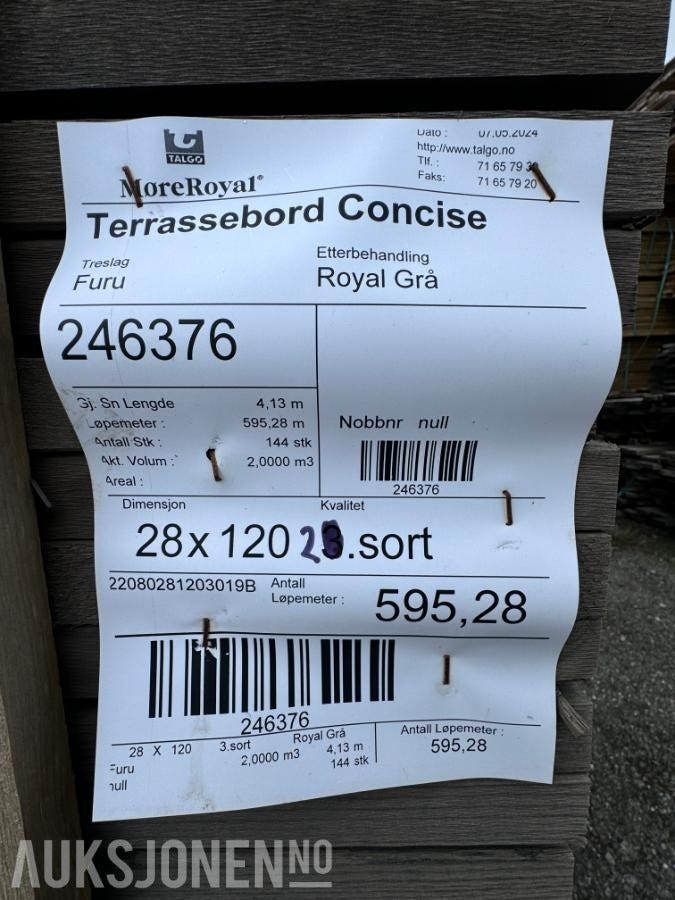 TALGO
MøreRoyal®
Dato : 07.05.2024
http://www.talgo.no
Tlf. : 71 65 79 30
Faks: 71 65 79 20
Terrassebord Concise
Treslag
Furu
Etterbehandling
Royal Grå
246376
Gj. Sn Lengde 4,13 m
Løpemeter : 595,28 m
Antall Stk : 144 stk
Akt. Volum : 2,0000 m3
Areal :
Nobbnr null
246376
Dimensjon
Kvalitet
28x120 2 3.sort
22080281203019B
Antall
Løpemeter :
595,28
246376
28 X 120 3.sort Royal Grå
2,0000 m3 4,13 m
144 stk
Furu
null
Antall Løpemeter :
595,28
AUKSJONEN.NO